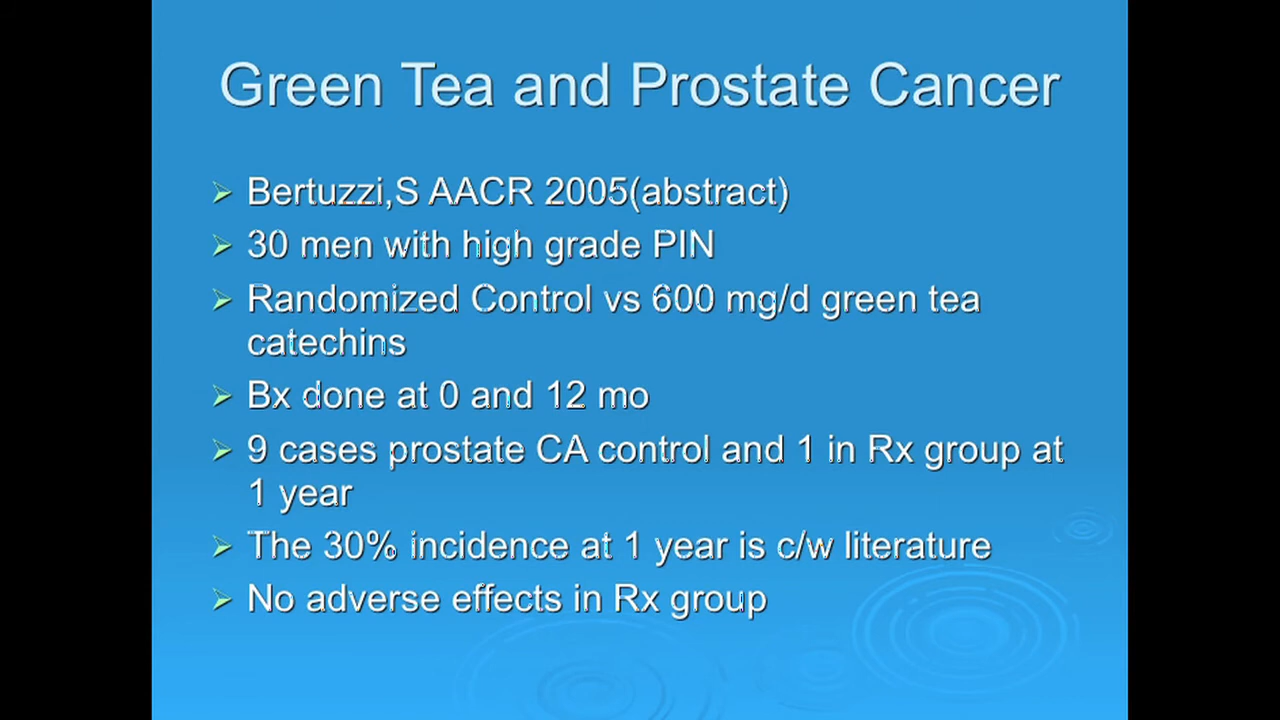 Green Tea and Prostate Cancer
Bertuzzi,S AACR 2005(abstract)
30 men with high grade PIN
Randomized Control vs 600 mg/d green tea
catechins
Bx done at 0 and 12 mo
9 cases prostate CA control and 1 in Rx group at
1 year
The 30% incidence at 1 year is c/w literature
No adverse effects in Rx group